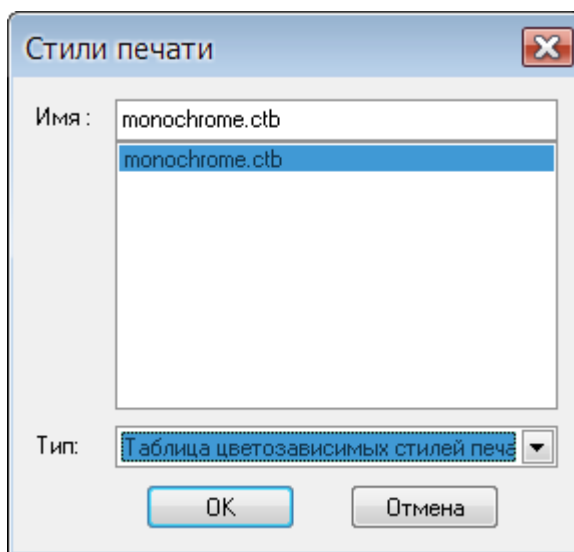 Стили печати
Имя : monochrome.ctb
monochrome.ctb
Тип: Таблица цветозависимых стилей печа
OK Отмена